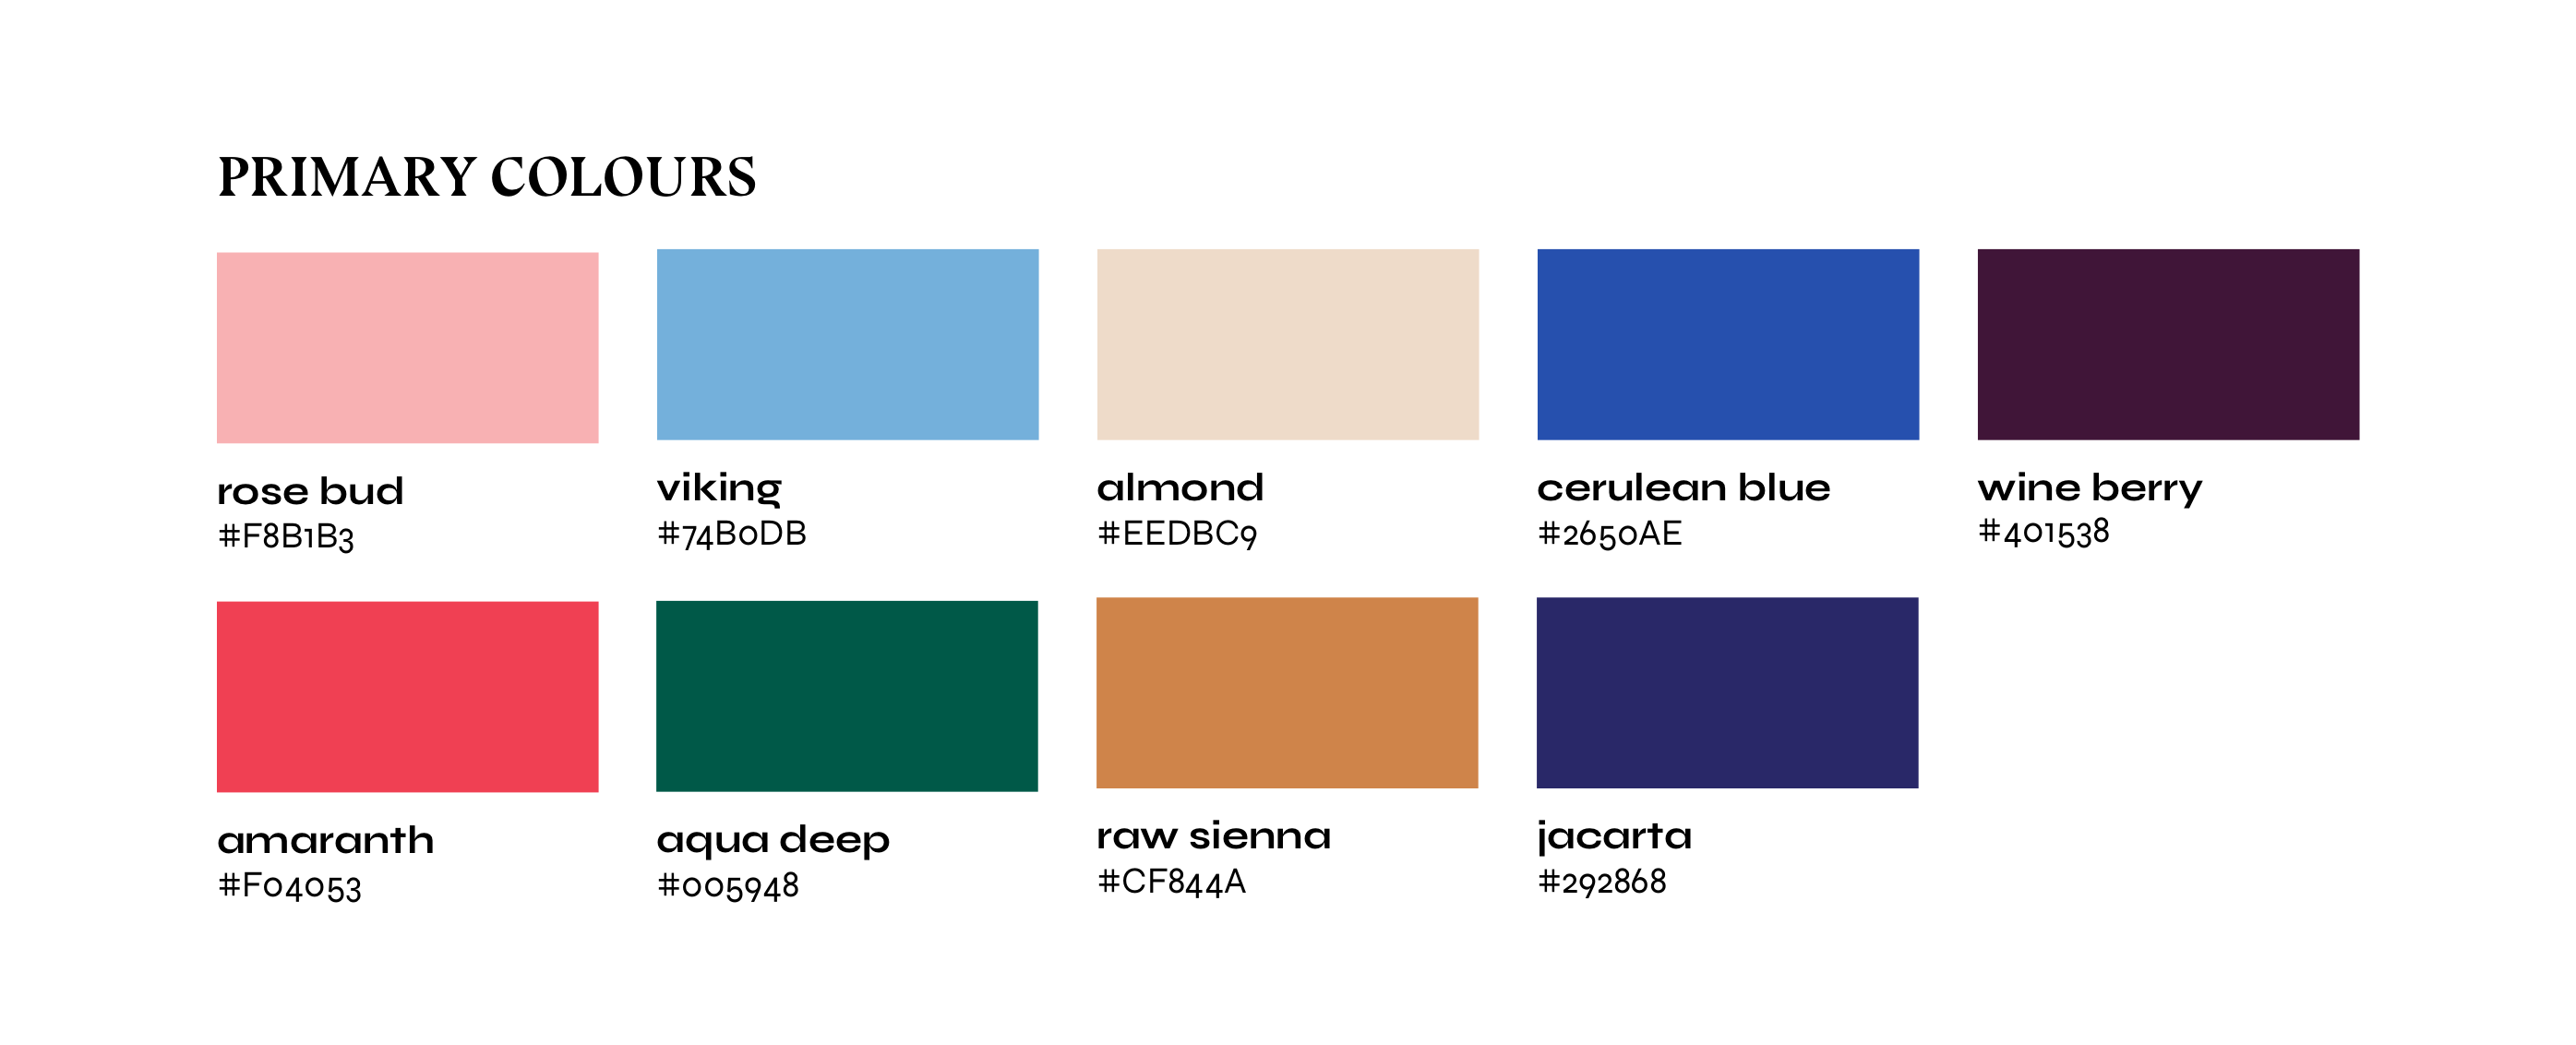 PRIMARY COLOURS
rose bud
#F8B1B3
viking
#74B0DB
almond
#EEDBC9
cerulean blue
#2650AE
wine berry
#401538
amaranth
#F04053
aqua deep
#005948
raw sienna
#CF844A
jacarta
#292868